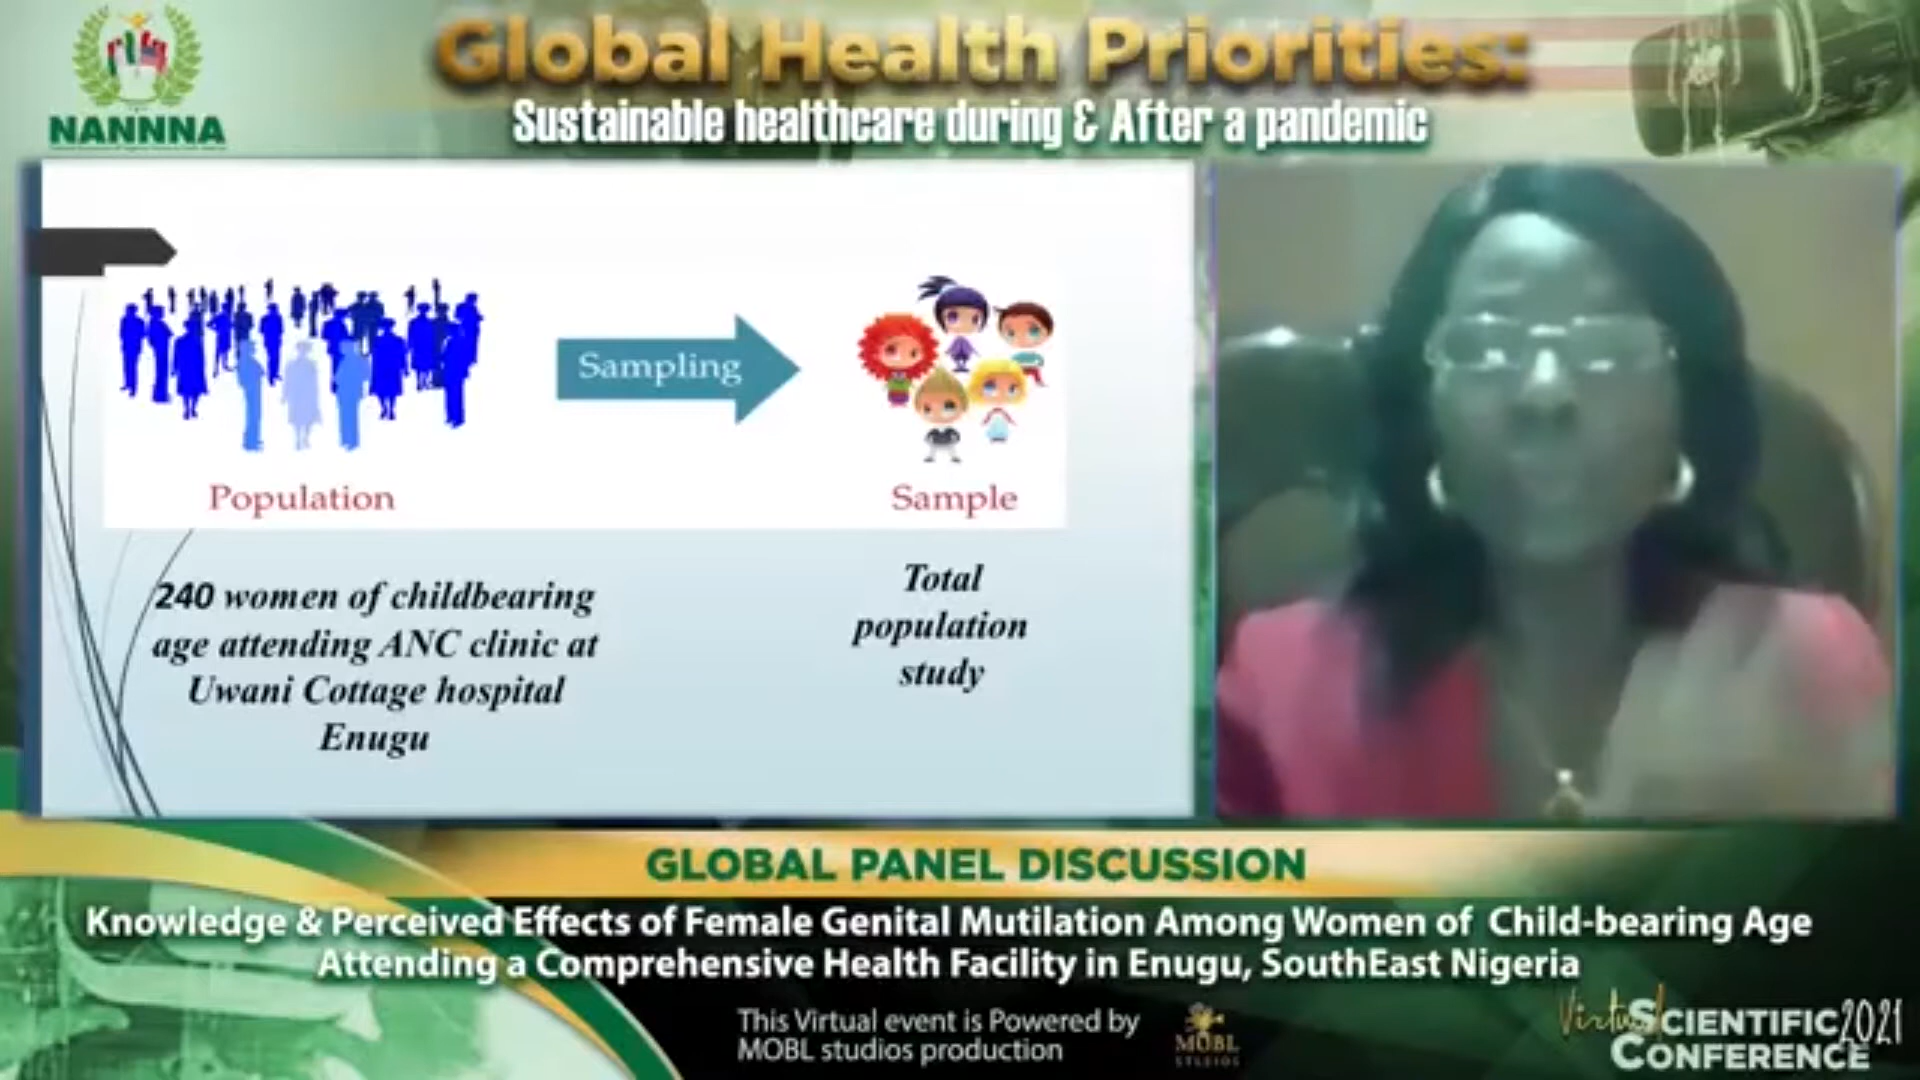 NANNNA
Global Health Priorities:
Sustainable healthcare during & After a pandemic
Sampling
Population
Sample
240 women of childbearing
age attending ANC clinic at
Uwani Cottage hospital
Enugu
Total
population
study
GLOBAL PANEL DISCUSSION
Knowledge & Perceived Effects of Female Genital Mutilation Among Women of Child-bearing Age
Attending a Comprehensive Health Facility in Enugu, SouthEast Nigeria
This Virtual event is Powered by
MOBL studios production
MOBL
STUDIOS
Virtual SCIENTIFIC 2021
CONFERENCE